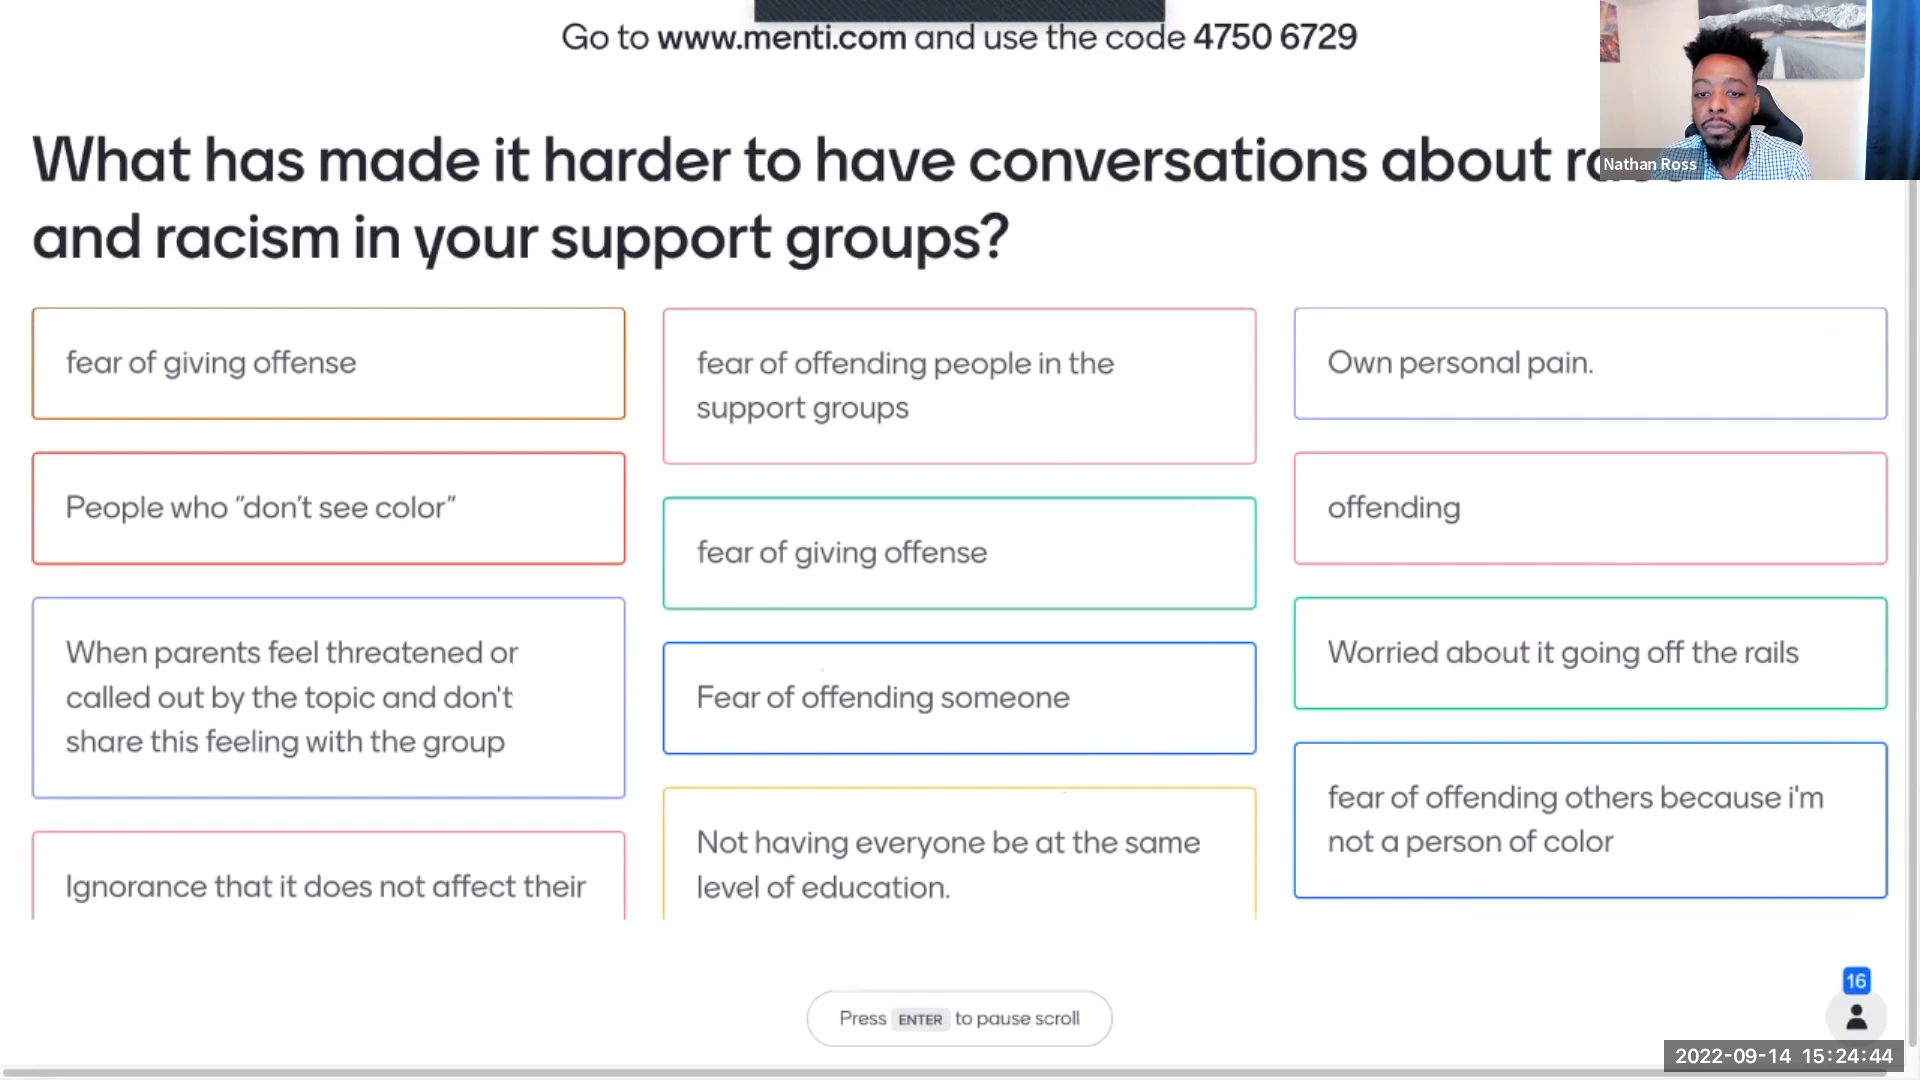 Go to www.menti.com and use the code 4750 6729
What has made it harder to have conversations about
and racism in your support groups?
Nathan Ross
fear of giving offense
People who “don’t see color”
When parents feel threatened or
called out by the topic and don't
share this feeling with the group
Ignorance that it does not affect their
fear of offending people in the
support groups
fear of giving offense
Fear of offending someone
Not having everyone be at the same
level of education.
Own personal pain.
offending
Worried about it going off the rails
fear of offending others because i'm
not a person of color
Press ENTER to pause scroll
16
2022-09-14 15:24:44